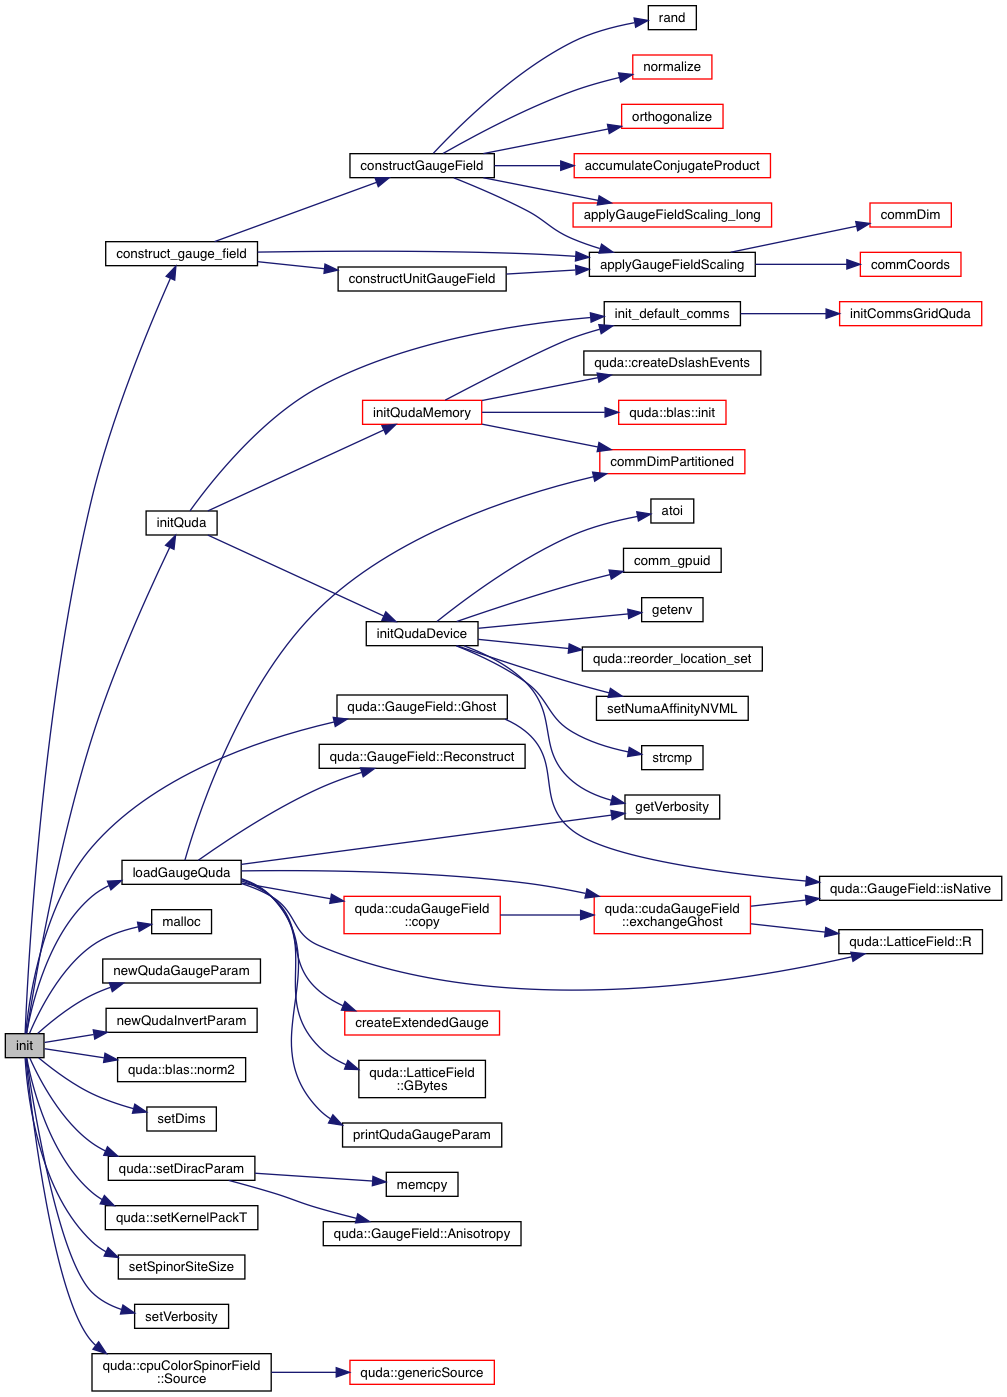 rand
normalize
orthogonalize
constructGaugeField
accumulateConjugateProduct
applyGaugeFieldScaling_long
commDim
construct_gauge_field
applyGaugeFieldScaling
commCoords
constructUnitGaugeField
init_default_comms
initCommsGridQuda
quda::createDslashEvents
initQudaMemory
quda::blas::init
commDimPartitioned
initQuda
atoi
comm_gpuid
getenv
initQudaDevice
quda::reorder_location_set
setNumaAffinityNVML
quda::GaugeField::Ghost
quda::GaugeField::Reconstruct
strcmp
getVerbosity
loadGaugeQuda
quda::GaugeField::isNative
quda::cudaGaugeField
::copy
quda::cudaGaugeField
::exchangeGhost
malloc
quda::LatticeField::R
newQudaGaugeParam
newQudaInvertParam
createExtendedGauge
init
quda::blas::norm2
quda::LatticeField
::GBytes
setDims
printQudaGaugeParam
quda::setDiracParam
memcpy
quda::setKernelPackT
quda::GaugeField::Anisotropy
setSpinorSiteSize
setVerbosity
quda::cpuColorSpinorField
::Source
quda::genericSource